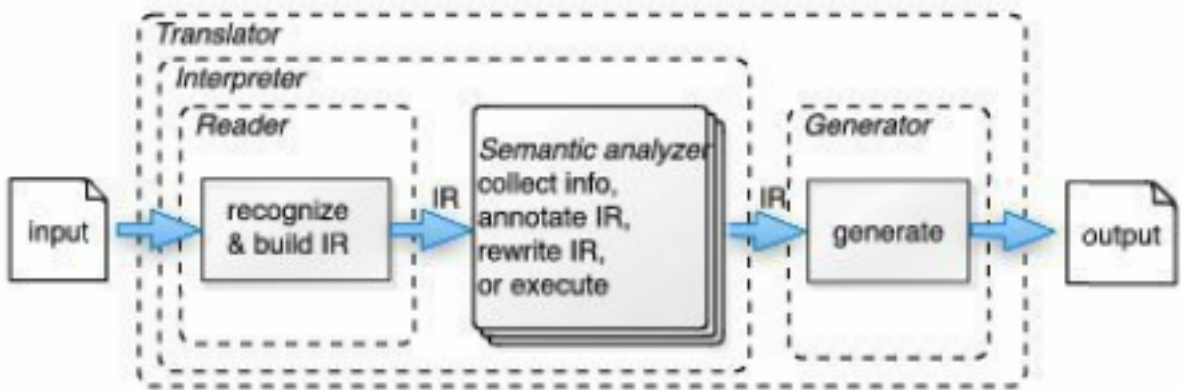 Translator
Interpreter
Reader
Generator
Semantic analyzer
collect info,
annotate IR,
rewrite IR,
or execute
input
recognize
& build IR
IR
IR
generate
output